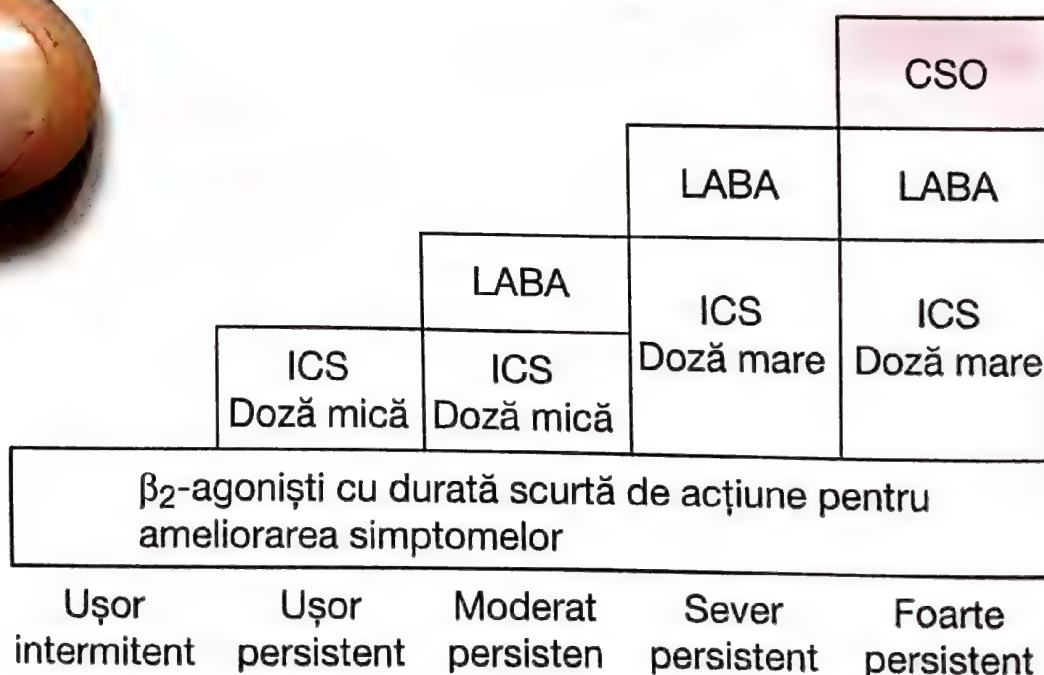 CSO
LABA
LABA
LABA
ICS
Doză mare
ICS
Doză mare
ICS
Doză mică
ICS
Doză mică
β₂-agoniști cu durată scurtă de acțiune pentru
ameliorarea simptomelor
Ușor
intermitent
Ușor
persistent
Moderat
persisten
Sever
persistent
Foarte
persistent